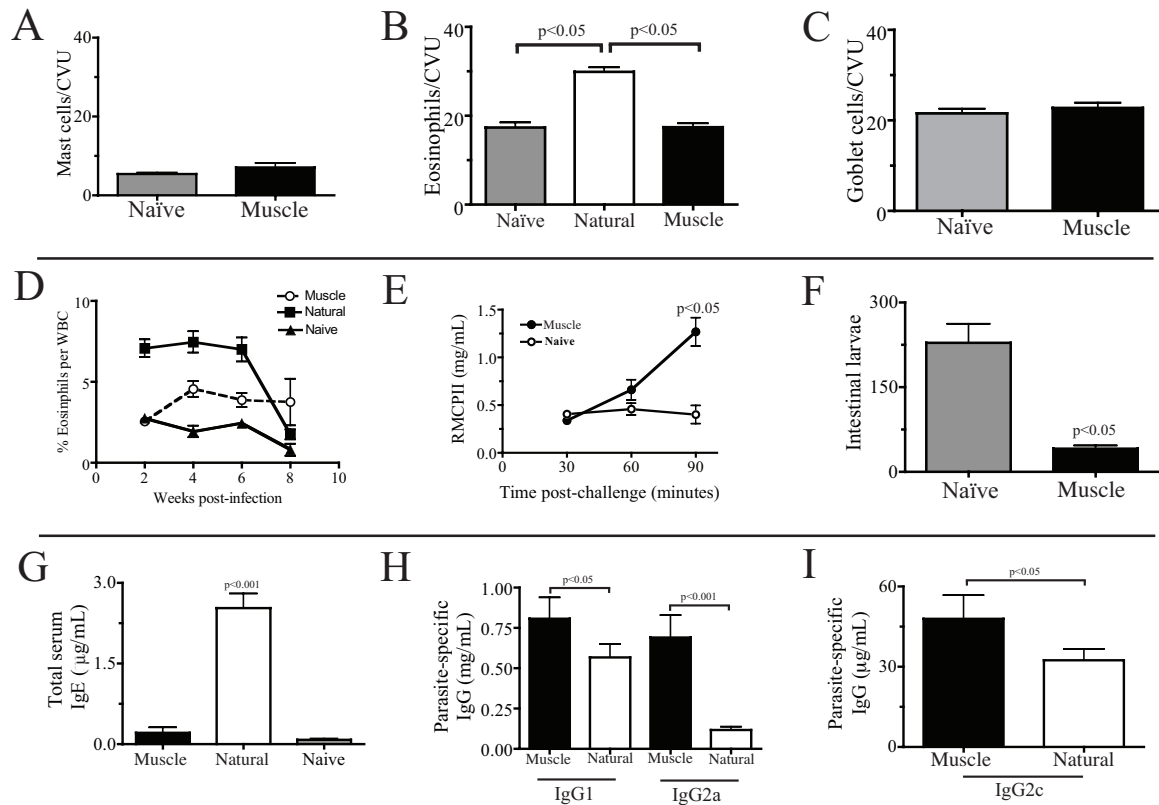 A
Mast cells/CVU
40
20
0
Naïve
Muscle
B
Eosinophils/CVU
p<0.05
p<0.05
40
20
0
Naïve
Natural
Muscle
C
Goblet cells/CVU
40
20
0
Naïve
Muscle
D
% Eosinphils per WBC
Muscle
Natural
Naive
10
5
0
0
2
4
6
8
10
Weeks post-infection
E
RMCPII (mg/mL)
p<0.05
Muscle
Naive
1.5
1.0
0.5
0.0
0
30
60
90
Time post-challenge (minutes)
F
Intestinal larvae
300
150
0
p<0.05
Naïve
Muscle
G
Total serum
IgE ( µg/mL)
3.0
1.5
0.0
p<0.001
Muscle
Natural
Naive
H
Parasite-specific
IgG (mg/mL)
1.00
0.75
0.50
0.25
0.00
p<0.05
p<0.001
Muscle
Natural
Muscle
Natural
IgG1
IgG2a
I
Parasite-specific
IgG (µg/mL)
60
30
0
p<0.05
Muscle
Natural
IgG2c